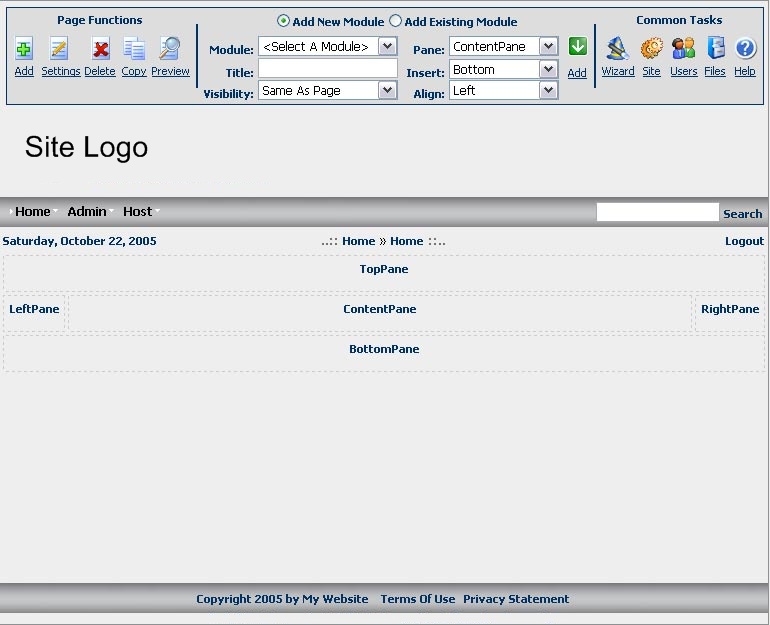 Page Functions
Add New Module Add Existing Module
Common Tasks
Module: <Select A Module> Pane: ContentPane
Title: Insert: Bottom
Visibility: Same As Page Align: Left
Add Settings Delete Copy Preview
Add
Wizard Site Users Files Help
Site Logo
Home Admin Host Search
Saturday, October 22, 2005 ..:: Home » Home ::.. Logout
TopPane
LeftPane ContentPane RightPane
BottomPane
Copyright 2005 by My Website Terms Of Use Privacy Statement